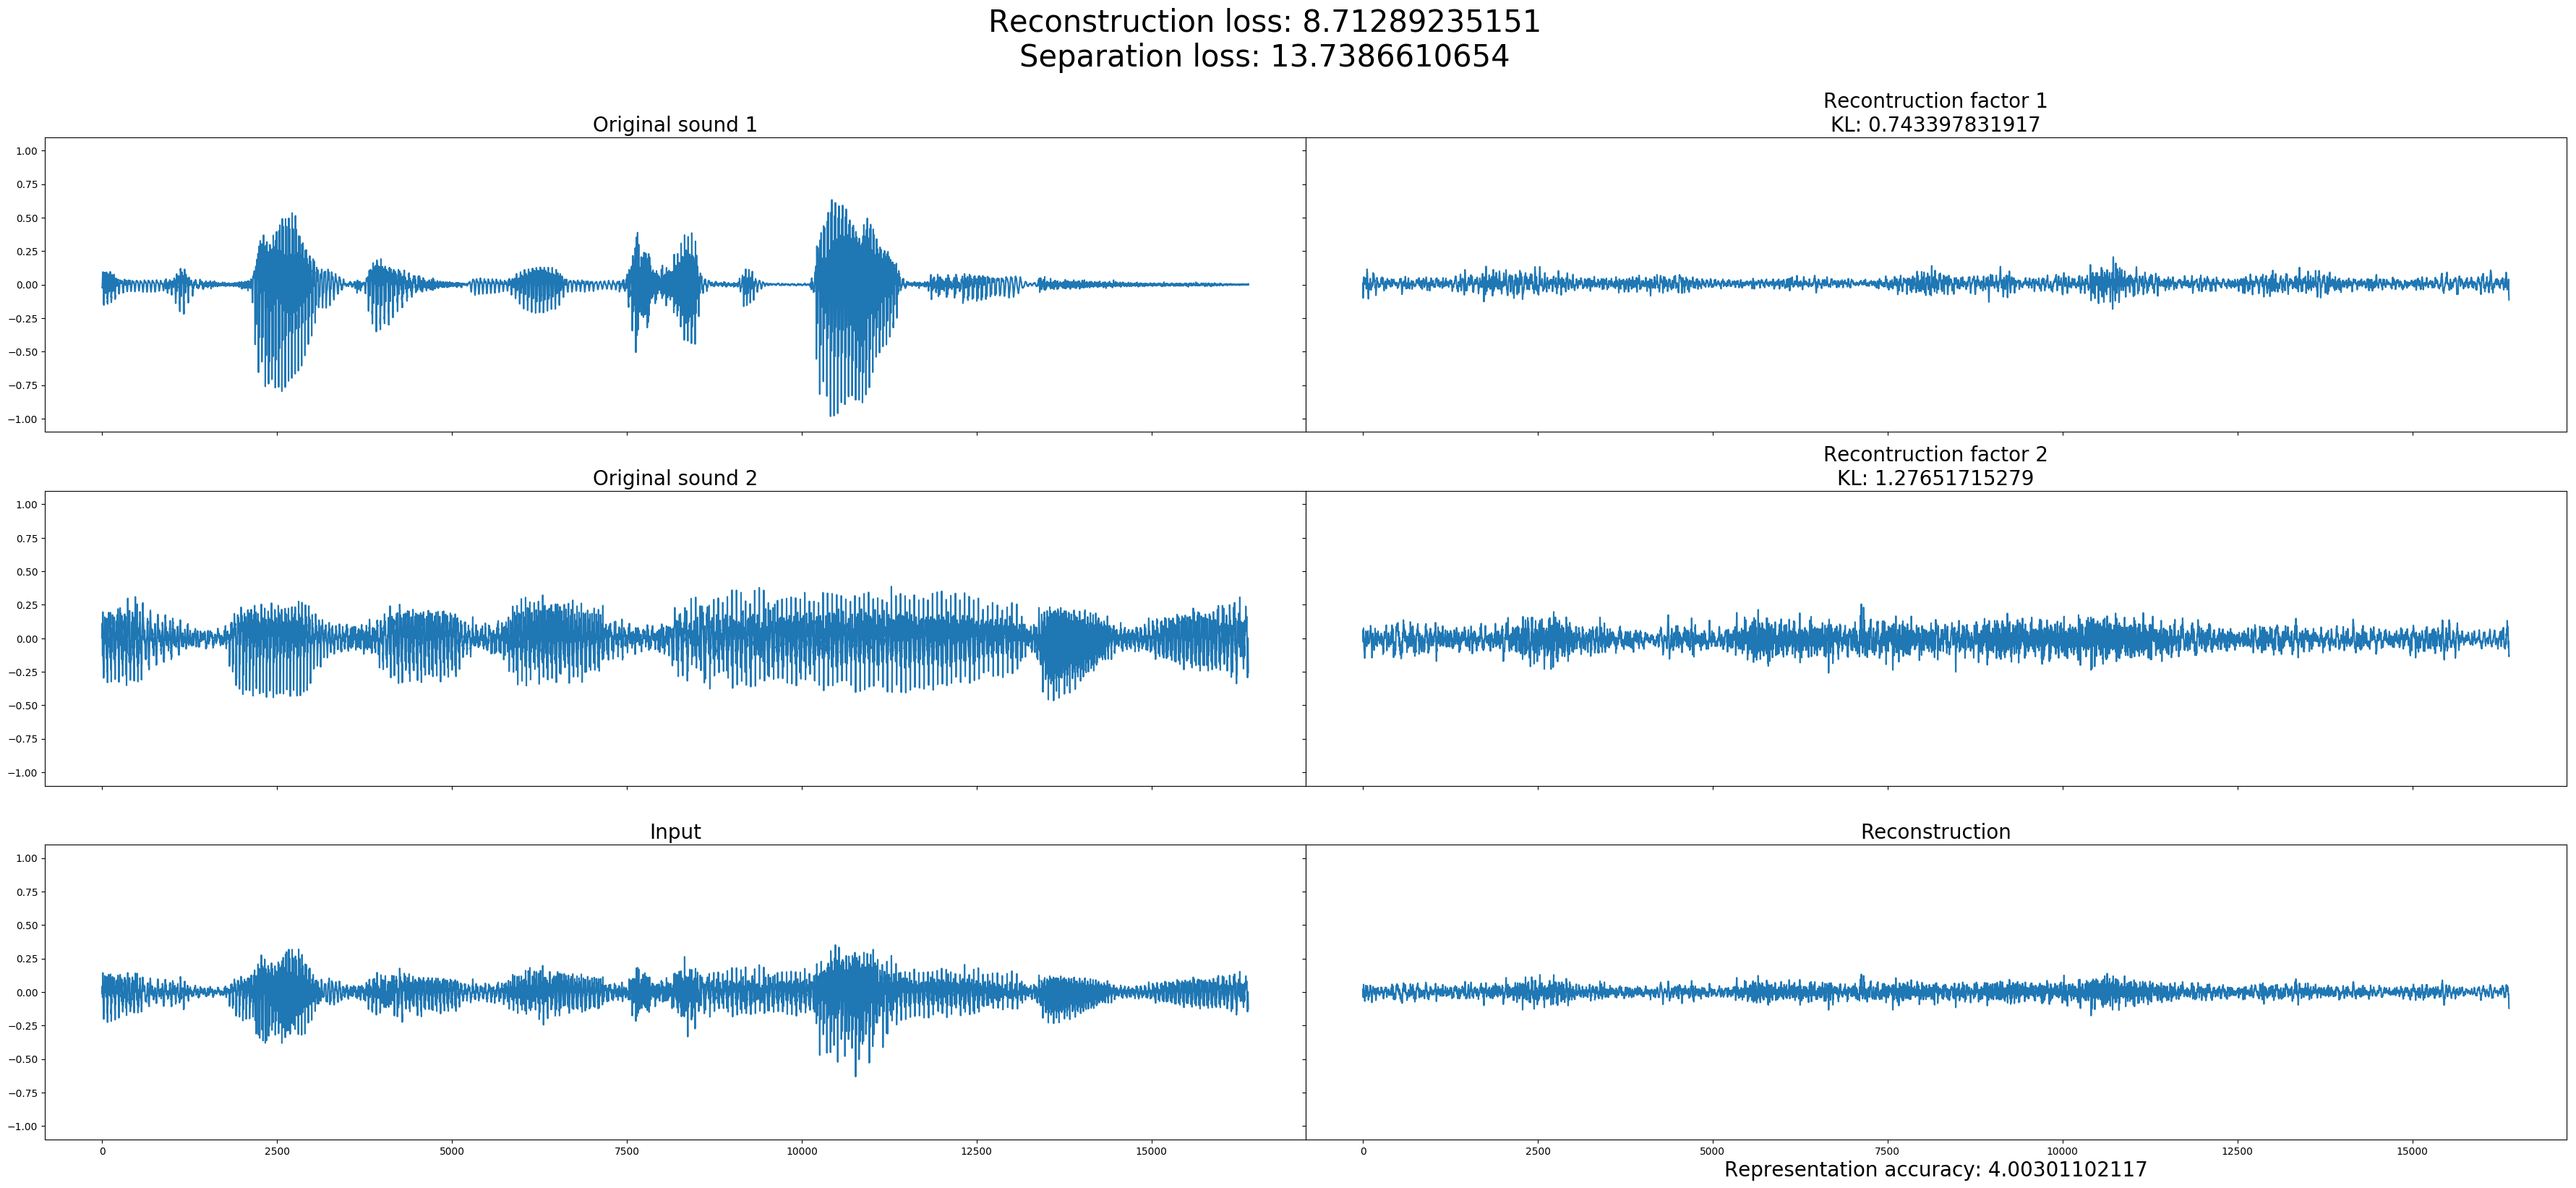 Reconstruction loss: 8.71289235151
Separation loss: 13.7386610654
Original sound 1
Recontruction factor 1
KL: 0.743397831917
1.00
0.75
0.50
0.25
0.00
−0.25
−0.50
−0.75
−1.00
Original sound 2
Recontruction factor 2
KL: 1.27651715279
1.00
0.75
0.50
0.25
0.00
−0.25
−0.50
−0.75
−1.00
Input
Reconstruction
1.00
0.75
0.50
0.25
0.00
−0.25
−0.50
−0.75
−1.00
0 2500 5000 7500 10000 12500 15000
0 2500 5000 7500 10000 12500 15000
Representation accuracy: 4.00301102117